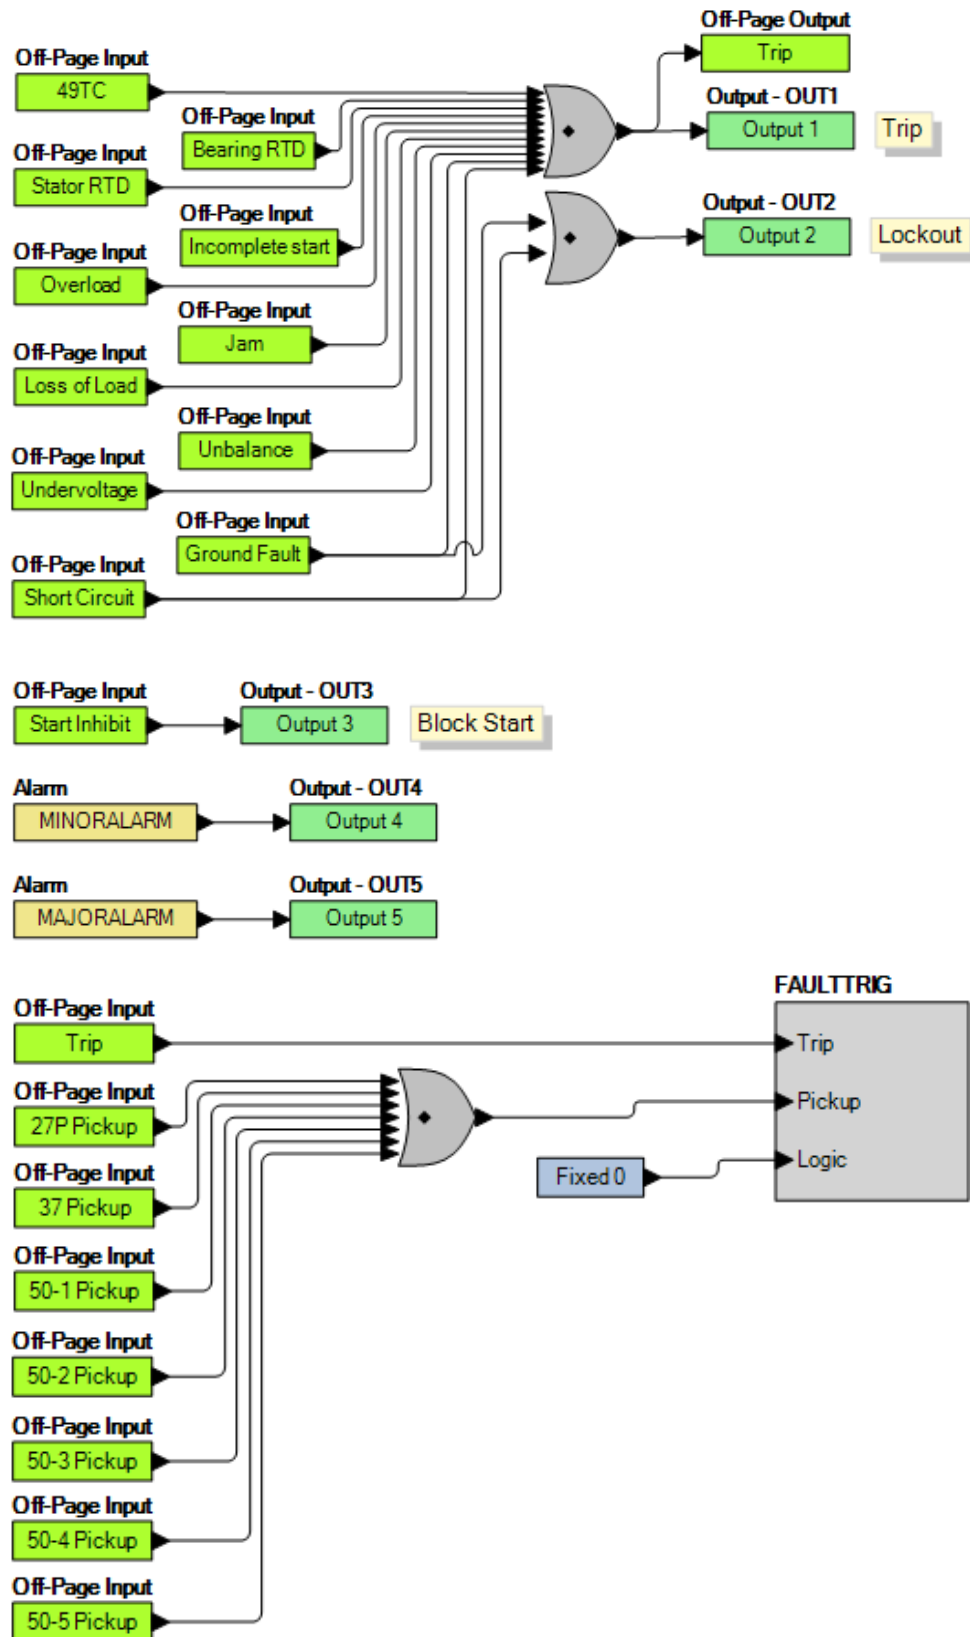 Off-Page Output
Trip
Off-Page Input
49TC
Output - OUT1
Output 1
Trip
Off-Page Input
Bearing RTD
Off-Page Input
Stator RTD
Output - OUT2
Output 2
Lockout
Off-Page Input
Incomplete start
Off-Page Input
Overload
Off-Page Input
Jam
Off-Page Input
Loss of Load
Off-Page Input
Unbalance
Off-Page Input
Undervoltage
Off-Page Input
Ground Fault
Off-Page Input
Short Circuit
Off-Page Input
Start Inhibit
Output - OUT3
Output 3
Block Start
Alarm
MINORALARM
Output - OUT4
Output 4
Alarm
MAJORALARM
Output - OUT5
Output 5
FAULTTRIG
Trip
Pickup
Logic
Off-Page Input
Trip
Off-Page Input
27P Pickup
Fixed 0
Off-Page Input
37 Pickup
Off-Page Input
50-1 Pickup
Off-Page Input
50-2 Pickup
Off-Page Input
50-3 Pickup
Off-Page Input
50-4 Pickup
Off-Page Input
50-5 Pickup